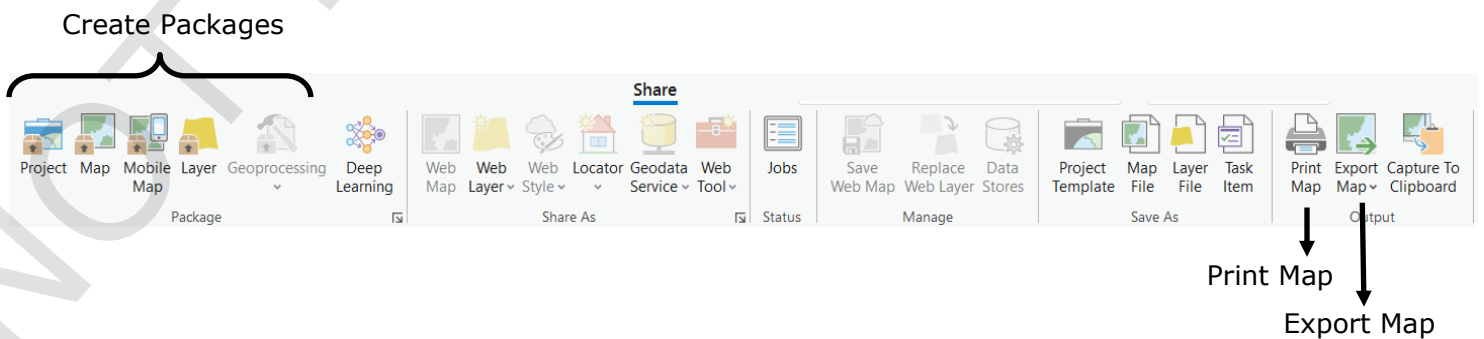 Create Packages
Share
Project Map Mobile Map Layer Geoprocessing Deep Learning
Package
Web Map Web Layer Web Style Locator Geodata Service Web Tool
Share As
Jobs
Status
Save Web Map Replace Web Layer Data Stores
Manage
Project Template Map File Layer File Task Item
Save As
Print Map Export Map Capture To Clipboard
Output
Print Map
Export Map